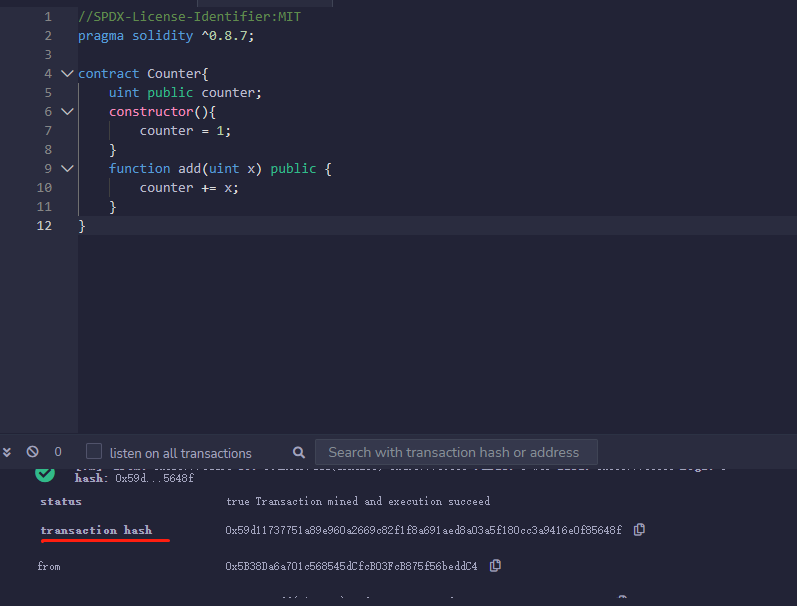 1 //SPDX-License-Identifier:MIT
2 pragma solidity ^0.8.7;
3
4 contract Counter{
5 uint public counter;
6 constructor(){
7 counter = 1;
8 }
9 function add(uint x) public {
10 counter += x;
11 }
12 }
0 listen on all transactions Search with transaction hash or address
hash: 0x59d...5648f
status true Transaction mined and execution succeed
transaction hash 0x59d11737751a89e960a2669c82f1f8a691aed8a03a5f180cc3a9416e0f85648f
from 0x5B38Da6a701c568545dCfcB03FcB875f56beddC4